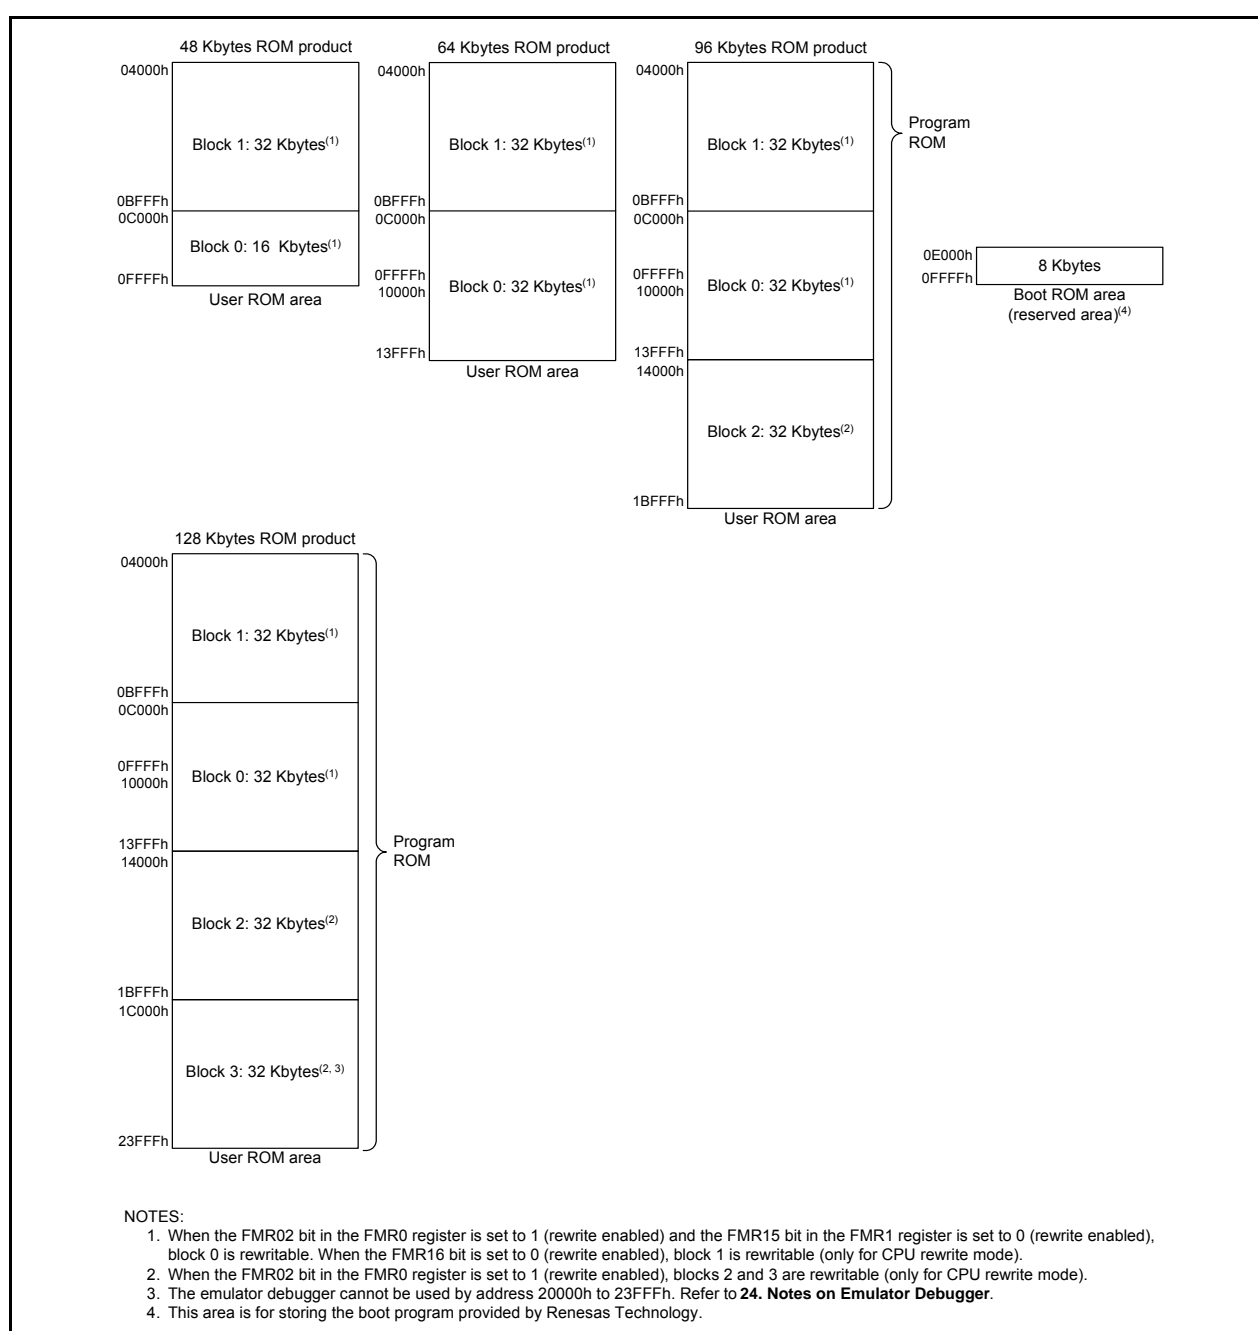 48 Kbytes ROM product
04000h
Block 1: 32 Kbytes(1)
0BFFFh
0C000h
Block 0: 16 Kbytes(1)
0FFFFh
User ROM area
64 Kbytes ROM product
04000h
Block 1: 32 Kbytes(1)
0BFFFh
0C000h
0FFFFh
10000h
Block 0: 32 Kbytes(1)
13FFFh
User ROM area
96 Kbytes ROM product
04000h
Block 1: 32 Kbytes(1)
0BFFFh
0C000h
0FFFFh
10000h
Block 0: 32 Kbytes(1)
13FFFh
14000h
Block 2: 32 Kbytes(2)
1BFFFh
User ROM area
Program
ROM
0E000h
0FFFFh
8 Kbytes
Boot ROM area
(reserved area)(4)
128 Kbytes ROM product
04000h
Block 1: 32 Kbytes(1)
0BFFFh
0C000h
0FFFFh
10000h
Block 0: 32 Kbytes(1)
13FFFh
14000h
Block 2: 32 Kbytes(2)
1BFFFh
1C000h
Block 3: 32 Kbytes(2, 3)
23FFFh
User ROM area
Program
ROM
NOTES:
1. When the FMR02 bit in the FMR0 register is set to 1 (rewrite enabled) and the FMR15 bit in the FMR1 register is set to 0 (rewrite enabled),
block 0 is rewritable. When the FMR16 bit is set to 0 (rewrite enabled), block 1 is rewritable (only for CPU rewrite mode).
2. When the FMR02 bit in the FMR0 register is set to 1 (rewrite enabled), blocks 2 and 3 are rewritable (only for CPU rewrite mode).
3. The emulator debugger cannot be used by address 20000h to 23FFFh. Refer to 24. Notes on Emulator Debugger.
4. This area is for storing the boot program provided by Renesas Technology.